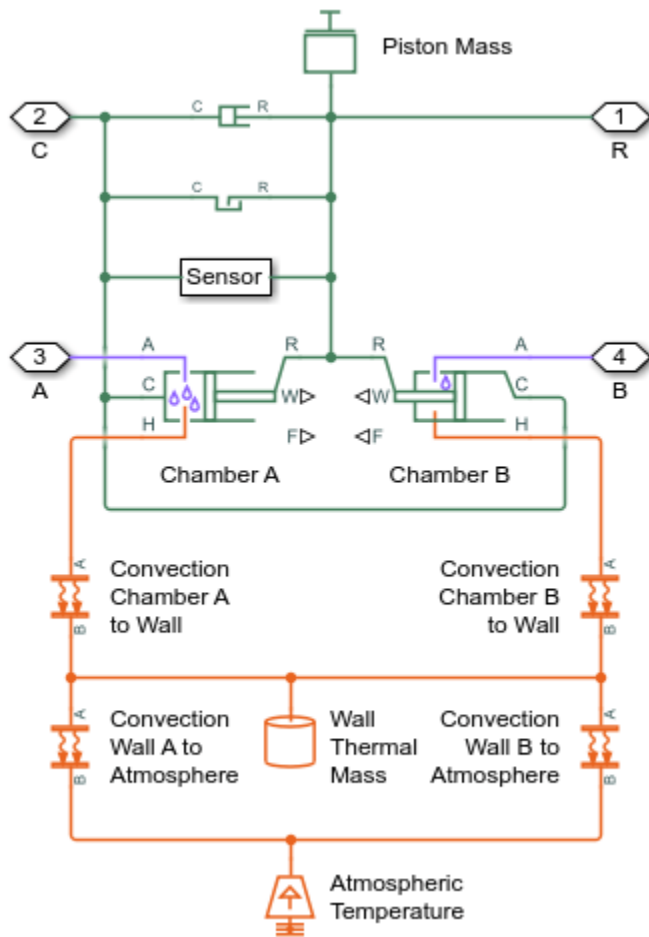 Piston Mass
2
C
C R
1
R
C R
Sensor
3
A
A
R R
A
4
B
C
W W
C
H
F F
H
Chamber A
Chamber B
A
Convection
Chamber A
to Wall
B
Convection
Chamber B
to Wall
A
B
A
Convection
Wall A to
Atmosphere
B
Wall
Thermal
Mass
Convection
Wall B to
Atmosphere
A
B
Atmospheric
Temperature